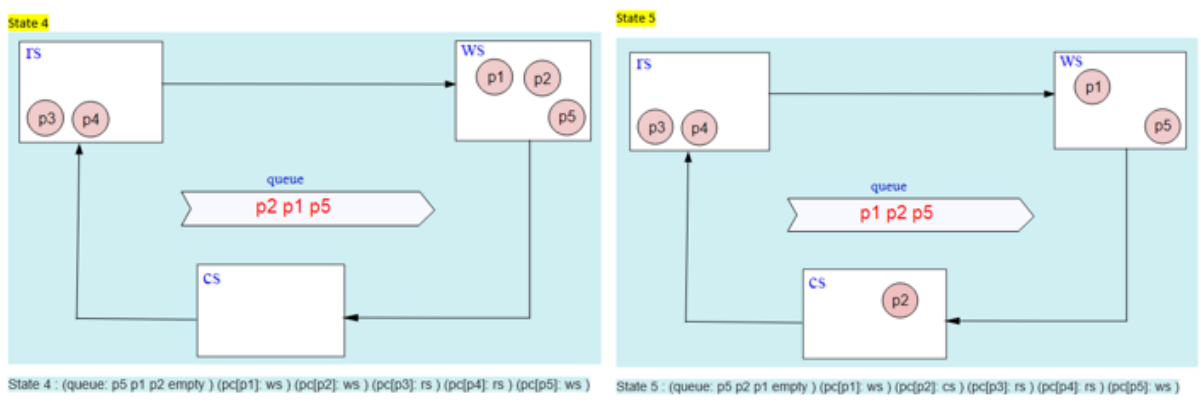 State 4
rs
ws
p1 p2
p3 p4
p5
queue
p2 p1 p5
cs
State 4 : (queue: p5 p1 p2 empty ) (pc[p1]: ws ) (pc[p2]: ws ) (pc[p3]: rs ) (pc[p4]: rs ) (pc[p5]: ws )
State 5
rs
ws
p1
p3 p4
p5
queue
p1 p2 p5
cs
p2
State 5 : (queue: p5 p2 p1 empty ) (pc[p1]: ws ) (pc[p2]: cs ) (pc[p3]: rs ) (pc[p4]: rs ) (pc[p5]: ws )